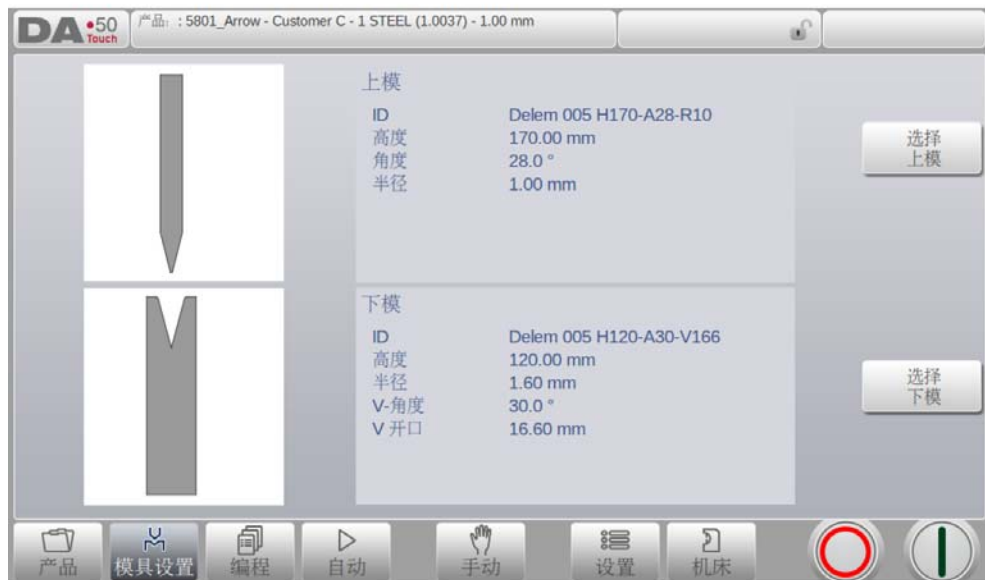 DA•50
Touch
产品: : 5801_Arrow - Customer C - 1 STEEL (1.0037) - 1.00 mm
上模
ID Delem 005 H170-A28-R10
高度 170.00 mm
角度 28.0 °
半径 1.00 mm
选择
上模
下模
ID Delem 005 H120-A30-V166
高度 120.00 mm
半径 1.60 mm
V-角度 30.0 °
V 开口 16.60 mm
选择
下模
产品 模具设置 编程 自动 手动 设置 机床